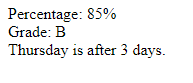 Percentage: 85%
Grade: B
Thursday is after 3 days.